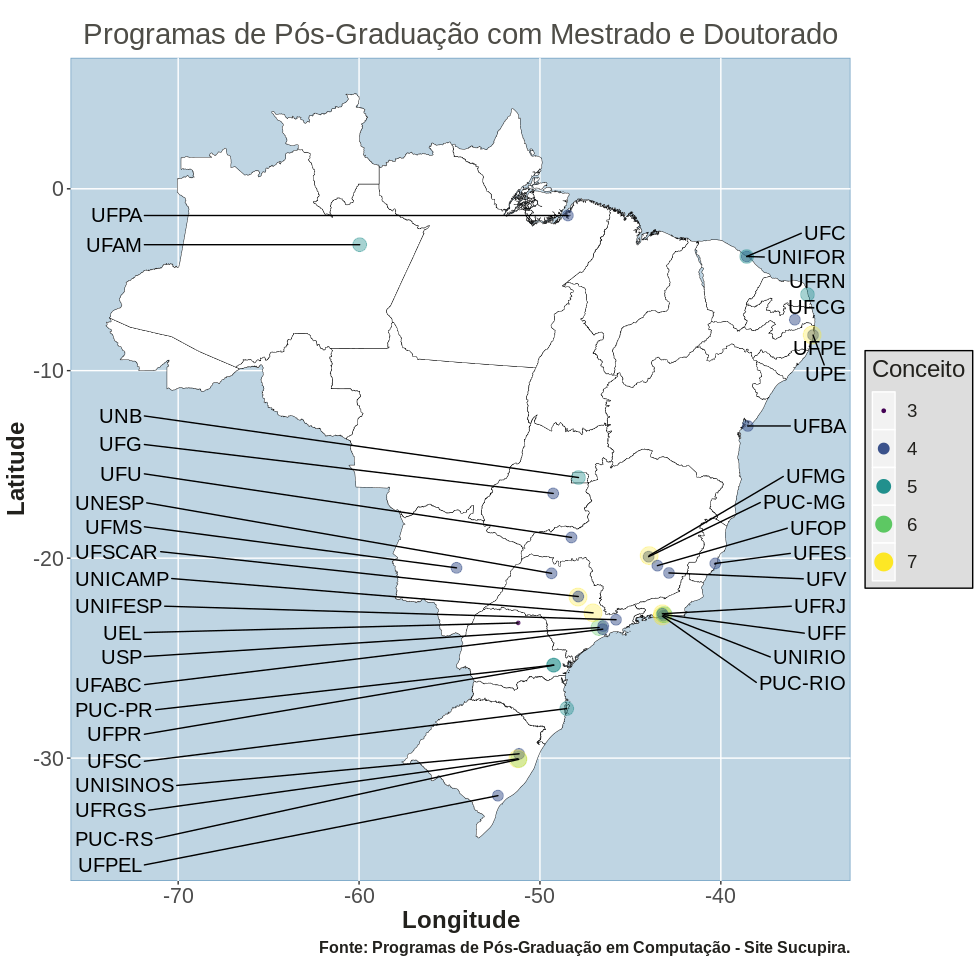 Programas de Pós-Graduação com Mestrado e Doutorado
Latitude
0
-10
-20
-30
UFPA
UFAM
UNB
UFG
UFU
UNESP
UFMS
UFSCAR
UNICAMP
UNIFESP
UEL
USP
UFABC
PUC-PR
UFPR
UFSC
UNISINOS
UFRGS
PUC-RS
UFPEL
UFC
UNIFOR
UFRN
UFCG
UFPE
UPE
UFBA
UFMG
PUC-MG
UFOP
UFES
UFV
UFRJ
UFF
UNIRIO
PUC-RIO
Conceito
3
4
5
6
7
-70 -60 -50 -40
Longitude
Fonte: Programas de Pós-Graduação em Computação - Site Sucupira.